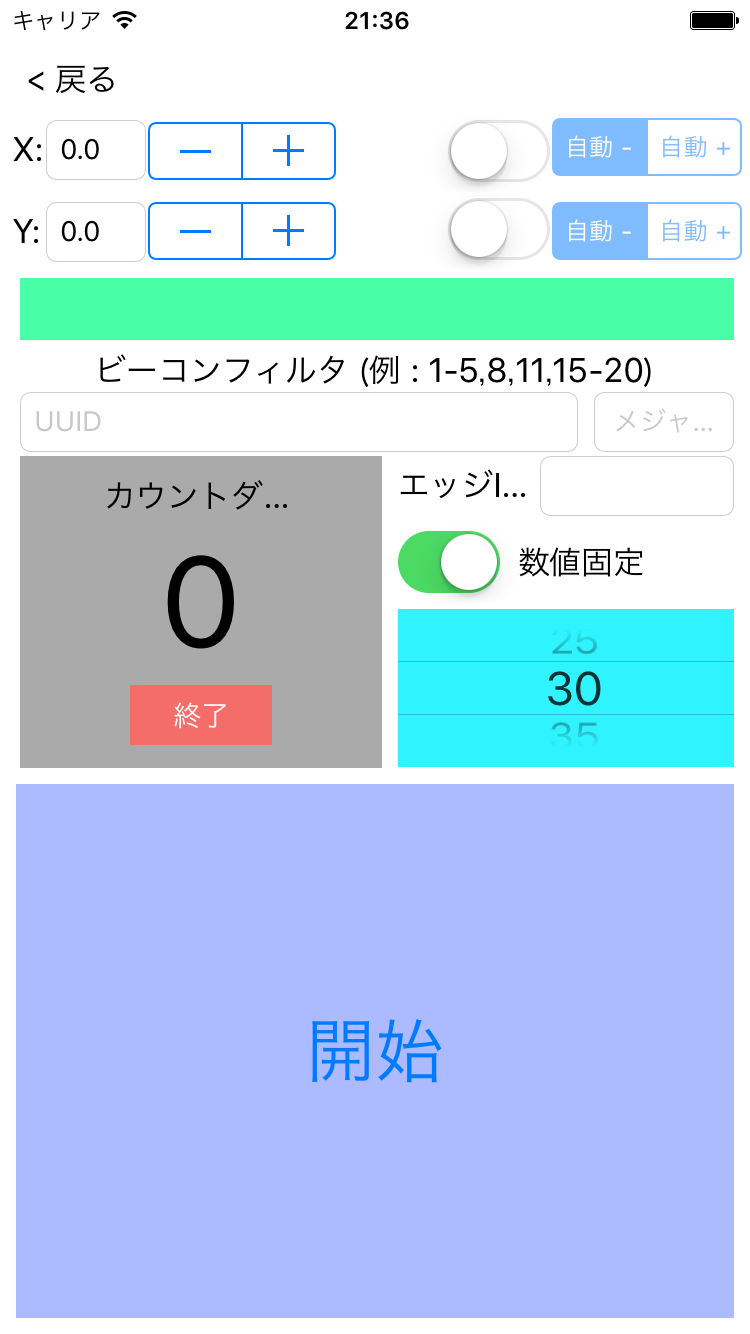 キャリア 21:36
< 戻る
X: 0.0 自動 - 自動 +
Y: 0.0 自動 - 自動 +
ビーコンフィルタ (例 : 1-5,8,11,15-20)
UUID メジャ...
カウントダ... エッジI...
0 数値固定
25
30
35
終了
開始